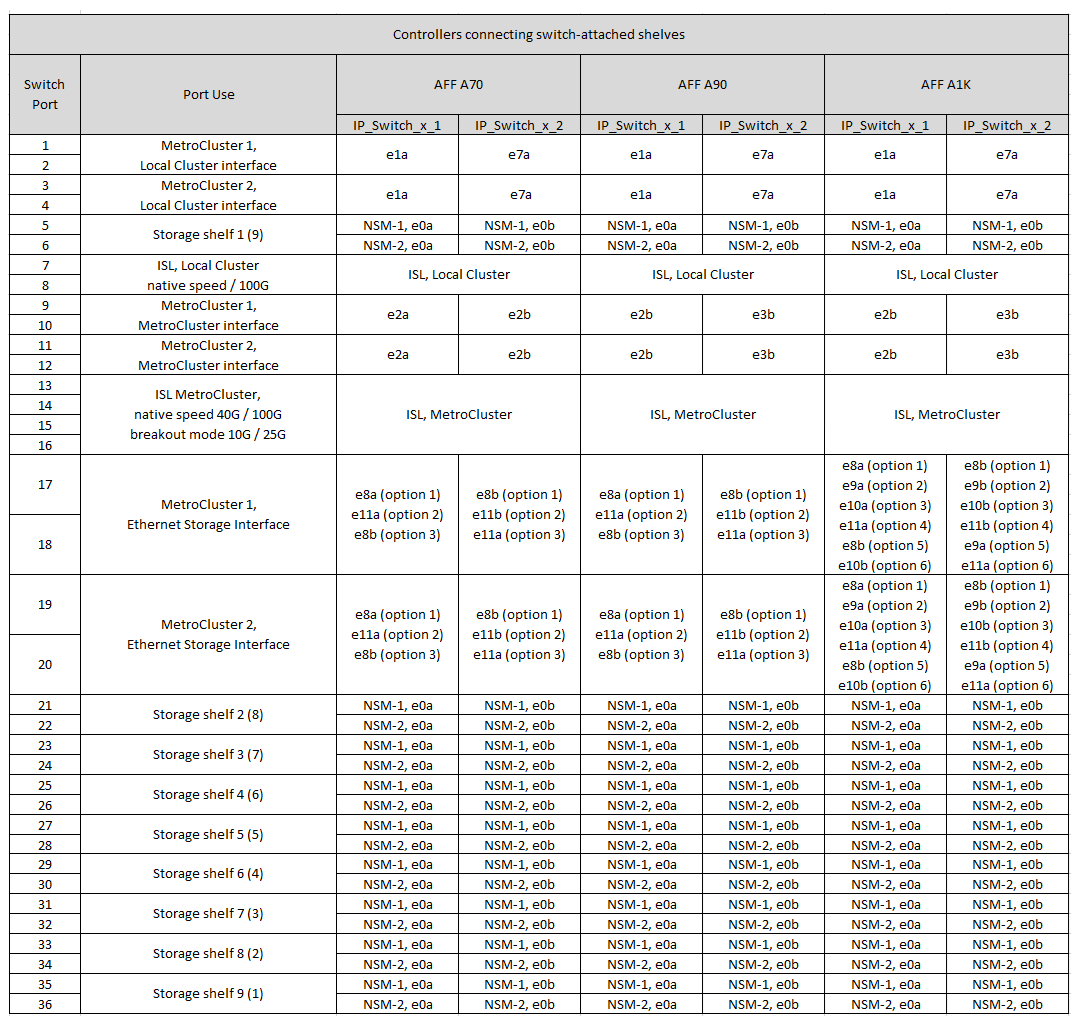 Controllers connecting switch-attached shelves
Switch Port
Port Use
AFF A70
AFF A90
AFF A1K
IP_Switch_x_1 IP_Switch_x_2 IP_Switch_x_1 IP_Switch_x_2 IP_Switch_x_1 IP_Switch_x_2
1
2
MetroCluster 1,
Local Cluster interface
e1a e7a e1a e7a e1a e7a
3
4
MetroCluster 2,
Local Cluster interface
e1a e7a e1a e7a e1a e7a
5
6
Storage shelf 1 (9)
NSM-1, e0a NSM-1, e0b NSM-1, e0a NSM-1, e0b NSM-1, e0a NSM-1, e0b
NSM-2, e0a NSM-2, e0b NSM-2, e0a NSM-2, e0b NSM-2, e0a NSM-2, e0b
7
8
ISL, Local Cluster
native speed / 100G
ISL, Local Cluster ISL, Local Cluster ISL, Local Cluster
9
10
MetroCluster 1,
MetroCluster interface
e2a e2b e2b e3b e2b e3b
11
12
MetroCluster 2,
MetroCluster interface
e2a e2b e2b e3b e2b e3b
13
14
15
16
ISL MetroCluster,
native speed 40G / 100G
breakout mode 10G / 25G
ISL, MetroCluster ISL, MetroCluster ISL, MetroCluster
17
18
MetroCluster 1,
Ethernet Storage Interface
e8a (option 1)
e11a (option 2)
e8b (option 3)
e8b (option 1)
e11b (option 2)
e11a (option 3)
e8a (option 1)
e11a (option 2)
e8b (option 3)
e8b (option 1)
e11b (option 2)
e11a (option 3)
e8a (option 1)
e9a (option 2)
e10a (option 3)
e11a (option 4)
e8b (option 5)
e10b (option 6)
e8b (option 1)
e9b (option 2)
e10b (option 3)
e11b (option 4)
e9a (option 5)
e11a (option 6)
19
20
MetroCluster 2,
Ethernet Storage Interface
e8a (option 1)
e11a (option 2)
e8b (option 3)
e8b (option 1)
e11b (option 2)
e11a (option 3)
e8a (option 1)
e11a (option 2)
e8b (option 3)
e8b (option 1)
e11b (option 2)
e11a (option 3)
e8a (option 1)
e9a (option 2)
e10a (option 3)
e11a (option 4)
e8b (option 5)
e10b (option 6)
e8b (option 1)
e9b (option 2)
e10b (option 3)
e11b (option 4)
e9a (option 5)
e11a (option 6)
21
22
Storage shelf 2 (8)
NSM-1, e0a NSM-1, e0b NSM-1, e0a NSM-1, e0b NSM-1, e0a NSM-1, e0b
NSM-2, e0a NSM-2, e0b NSM-2, e0a NSM-2, e0b NSM-2, e0a NSM-2, e0b
23
24
Storage shelf 3 (7)
NSM-1, e0a NSM-1, e0b NSM-1, e0a NSM-1, e0b NSM-1, e0a NSM-1, e0b
NSM-2, e0a NSM-2, e0b NSM-2, e0a NSM-2, e0b NSM-2, e0a NSM-2, e0b
25
26
Storage shelf 4 (6)
NSM-1, e0a NSM-1, e0b NSM-1, e0a NSM-1, e0b NSM-1, e0a NSM-1, e0b
NSM-2, e0a NSM-2, e0b NSM-2, e0a NSM-2, e0b NSM-2, e0a NSM-2, e0b
27
28
Storage shelf 5 (5)
NSM-1, e0a NSM-1, e0b NSM-1, e0a NSM-1, e0b NSM-1, e0a NSM-1, e0b
NSM-2, e0a NSM-2, e0b NSM-2, e0a NSM-2, e0b NSM-2, e0a NSM-2, e0b
29
30
Storage shelf 6 (4)
NSM-1, e0a NSM-1, e0b NSM-1, e0a NSM-1, e0b NSM-1, e0a NSM-1, e0b
NSM-2, e0a NSM-2, e0b NSM-2, e0a NSM-2, e0b NSM-2, e0a NSM-2, e0b
31
32
Storage shelf 7 (3)
NSM-1, e0a NSM-1, e0b NSM-1, e0a NSM-1, e0b NSM-1, e0a NSM-1, e0b
NSM-2, e0a NSM-2, e0b NSM-2, e0a NSM-2, e0b NSM-2, e0a NSM-2, e0b
33
34
Storage shelf 8 (2)
NSM-1, e0a NSM-1, e0b NSM-1, e0a NSM-1, e0b NSM-1, e0a NSM-1, e0b
NSM-2, e0a NSM-2, e0b NSM-2, e0a NSM-2, e0b NSM-2, e0a NSM-2, e0b
35
36
Storage shelf 9 (1)
NSM-1, e0a NSM-1, e0b NSM-1, e0a NSM-1, e0b NSM-1, e0a NSM-1, e0b
NSM-2, e0a NSM-2, e0b NSM-2, e0a NSM-2, e0b NSM-2, e0a NSM-2, e0b